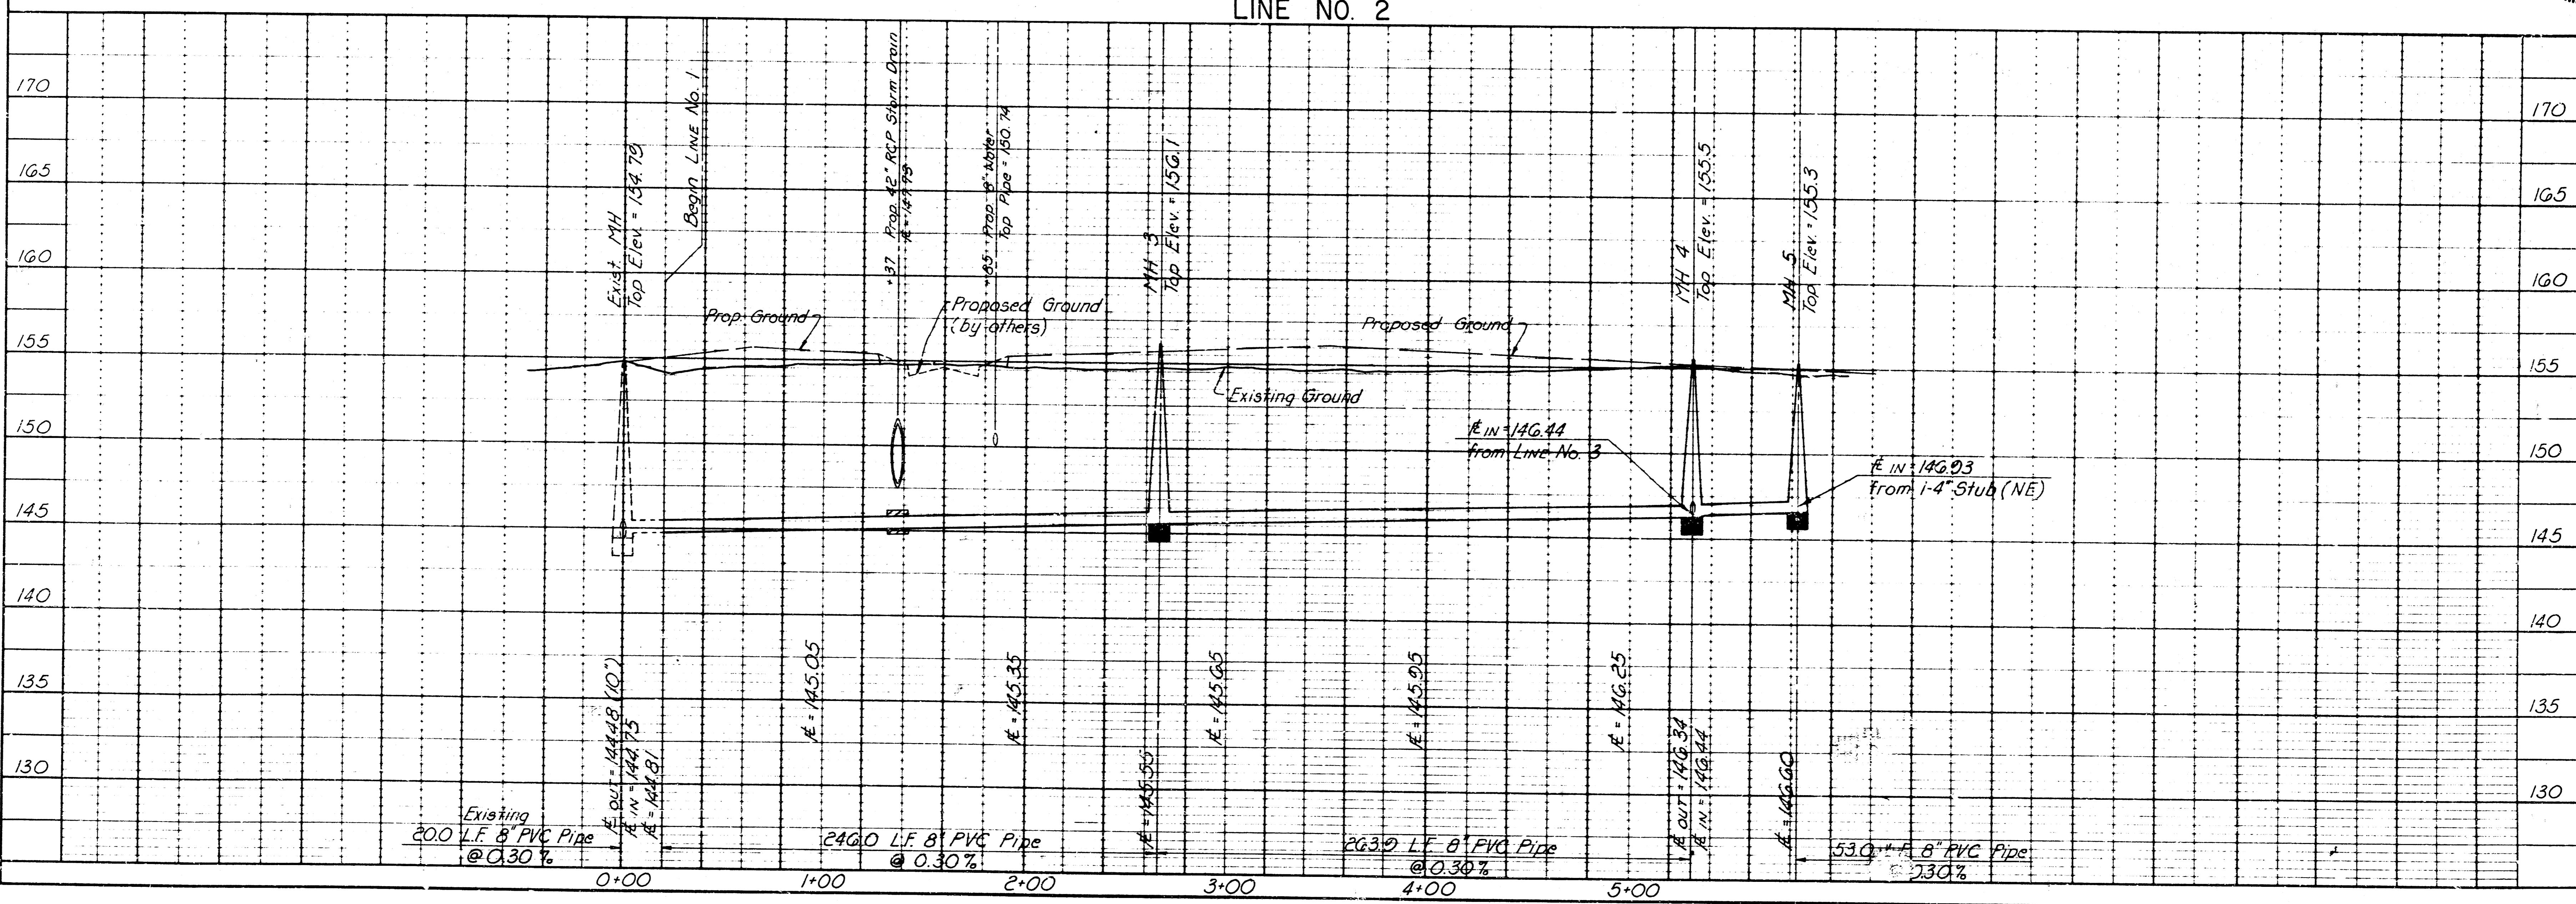 LINE NO. 2
170
165
160
155
150
145
140
135
130
Exist. MH
Top Elev. = 154.79
Begin LINE No. 1
+37 Prop. 42" RCP Storm Drain
+85 Prop. 8" Water
Top Pipe = 150.74
MH 3
Top Elev. = 156.1
MH 4
Top Elev. = 155.5
MH 5
Top Elev. = 155.3
Prop. Ground
Proposed Ground
(by others)
Proposed Ground
Existing Ground
IN = 146.44
from LINE No. 3
IN = 146.93
from 1-4" Stub (NE)
170
165
160
155
150
145
140
135
130
OUT = 144.48 (10")
IN = 144.75
= 144.81
= 145.05
= 145.35
= 145.55
= 145.65
= 145.95
= 146.25
OUT = 146.34
IN = 146.44
= 146.60
Existing
20.0 L.F. 8" PVC Pipe
@ 0.30%
246.0 L.F. 8" PVC Pipe
@ 0.30%
263.9 L.F. 8" PVC Pipe
@ 0.30%
53.0 8" PVC Pipe
0+00
1+00
2+00
3+00
4+00
5+00